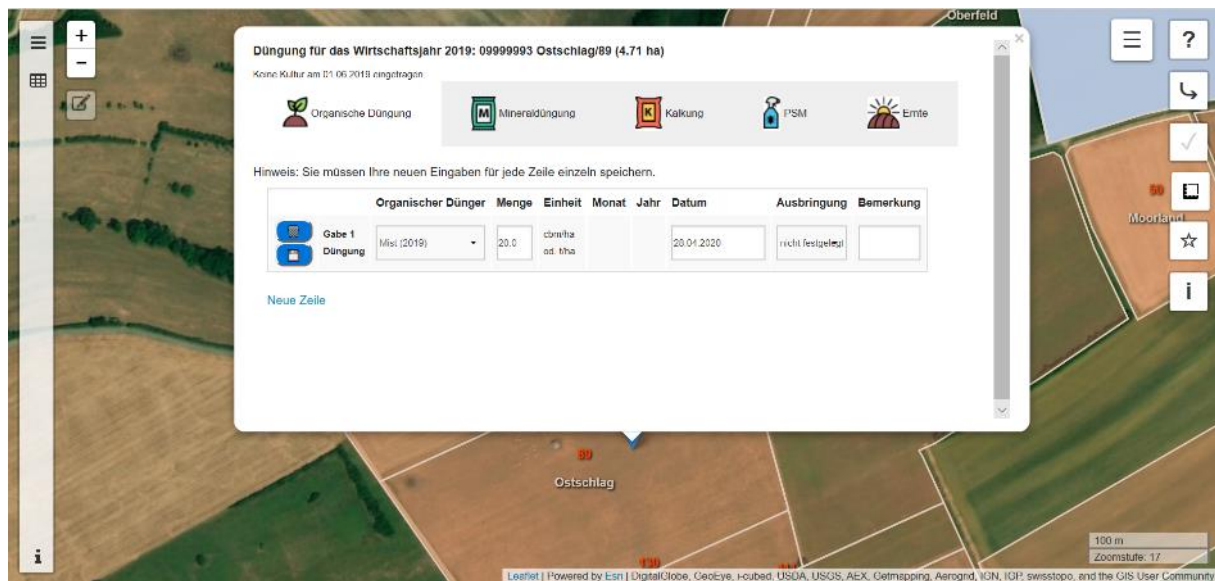 Oberfeld
+
−
Düngung für das Wirtschaftsjahr 2019: 09999993 Ostschlag/89 (4.71 ha)
×
?
Keine Kultur am 01.06.2019 eingetragen
Organische Düngung
M Mineraldüngung
K Kalkung
PSM
Ernte
Hinweis: Sie müssen Ihre neuen Eingaben für jede Zeile einzeln speichern.
Organischer Dünger Menge Einheit Monat Jahr Datum Ausbringung Bemerkung
Gabe 1 Düngung
Mist (2019)
20.0
cbm/ha
od. t/ha
28.04.2020
nicht festgelegt
Neue Zeile
Moorland
i
89
Ostschlag
130
100 m
Zoomstufe: 17
i
Leaflet | Powered by Esri | DigitalGlobe, GeoEye, i-cubed, USDA, USGS, AEX, Getmapping, Aerogrid, IGN, IGP, swisstopo, and the GIS User Community